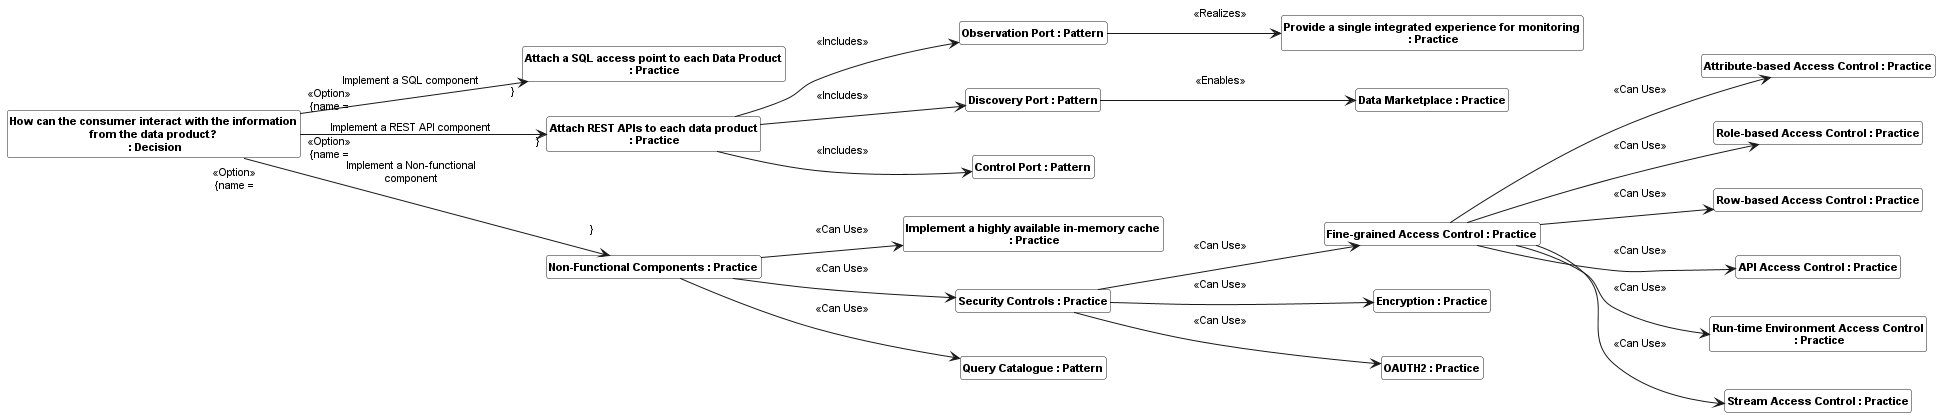 How can the consumer interact with the information
from the data product?
: Decision
«Option»
{name =
Implement a SQL component
}
Attach a SQL access point to each Data Product
: Practice
«Option»
{name =
Implement a REST API component
}
Attach REST APIs to each data product
: Practice
«Option»
{name =
Implement a Non-functional
component
}
Non-Functional Components : Practice
«Includes»
Observation Port : Pattern
«Realizes»
Provide a single integrated experience for monitoring
: Practice
«Includes»
Discovery Port : Pattern
«Enables»
Data Marketplace : Practice
«Includes»
Control Port : Pattern
«Can Use»
Implement a highly available in-memory cache
: Practice
«Can Use»
Security Controls : Practice
«Can Use»
Query Catalogue : Pattern
«Can Use»
Fine-grained Access Control : Practice
«Can Use»
Encryption : Practice
«Can Use»
OAUTH2 : Practice
«Can Use»
Attribute-based Access Control : Practice
«Can Use»
Role-based Access Control : Practice
«Can Use»
Row-based Access Control : Practice
«Can Use»
API Access Control : Practice
«Can Use»
Run-time Environment Access Control
: Practice
«Can Use»
Stream Access Control : Practice